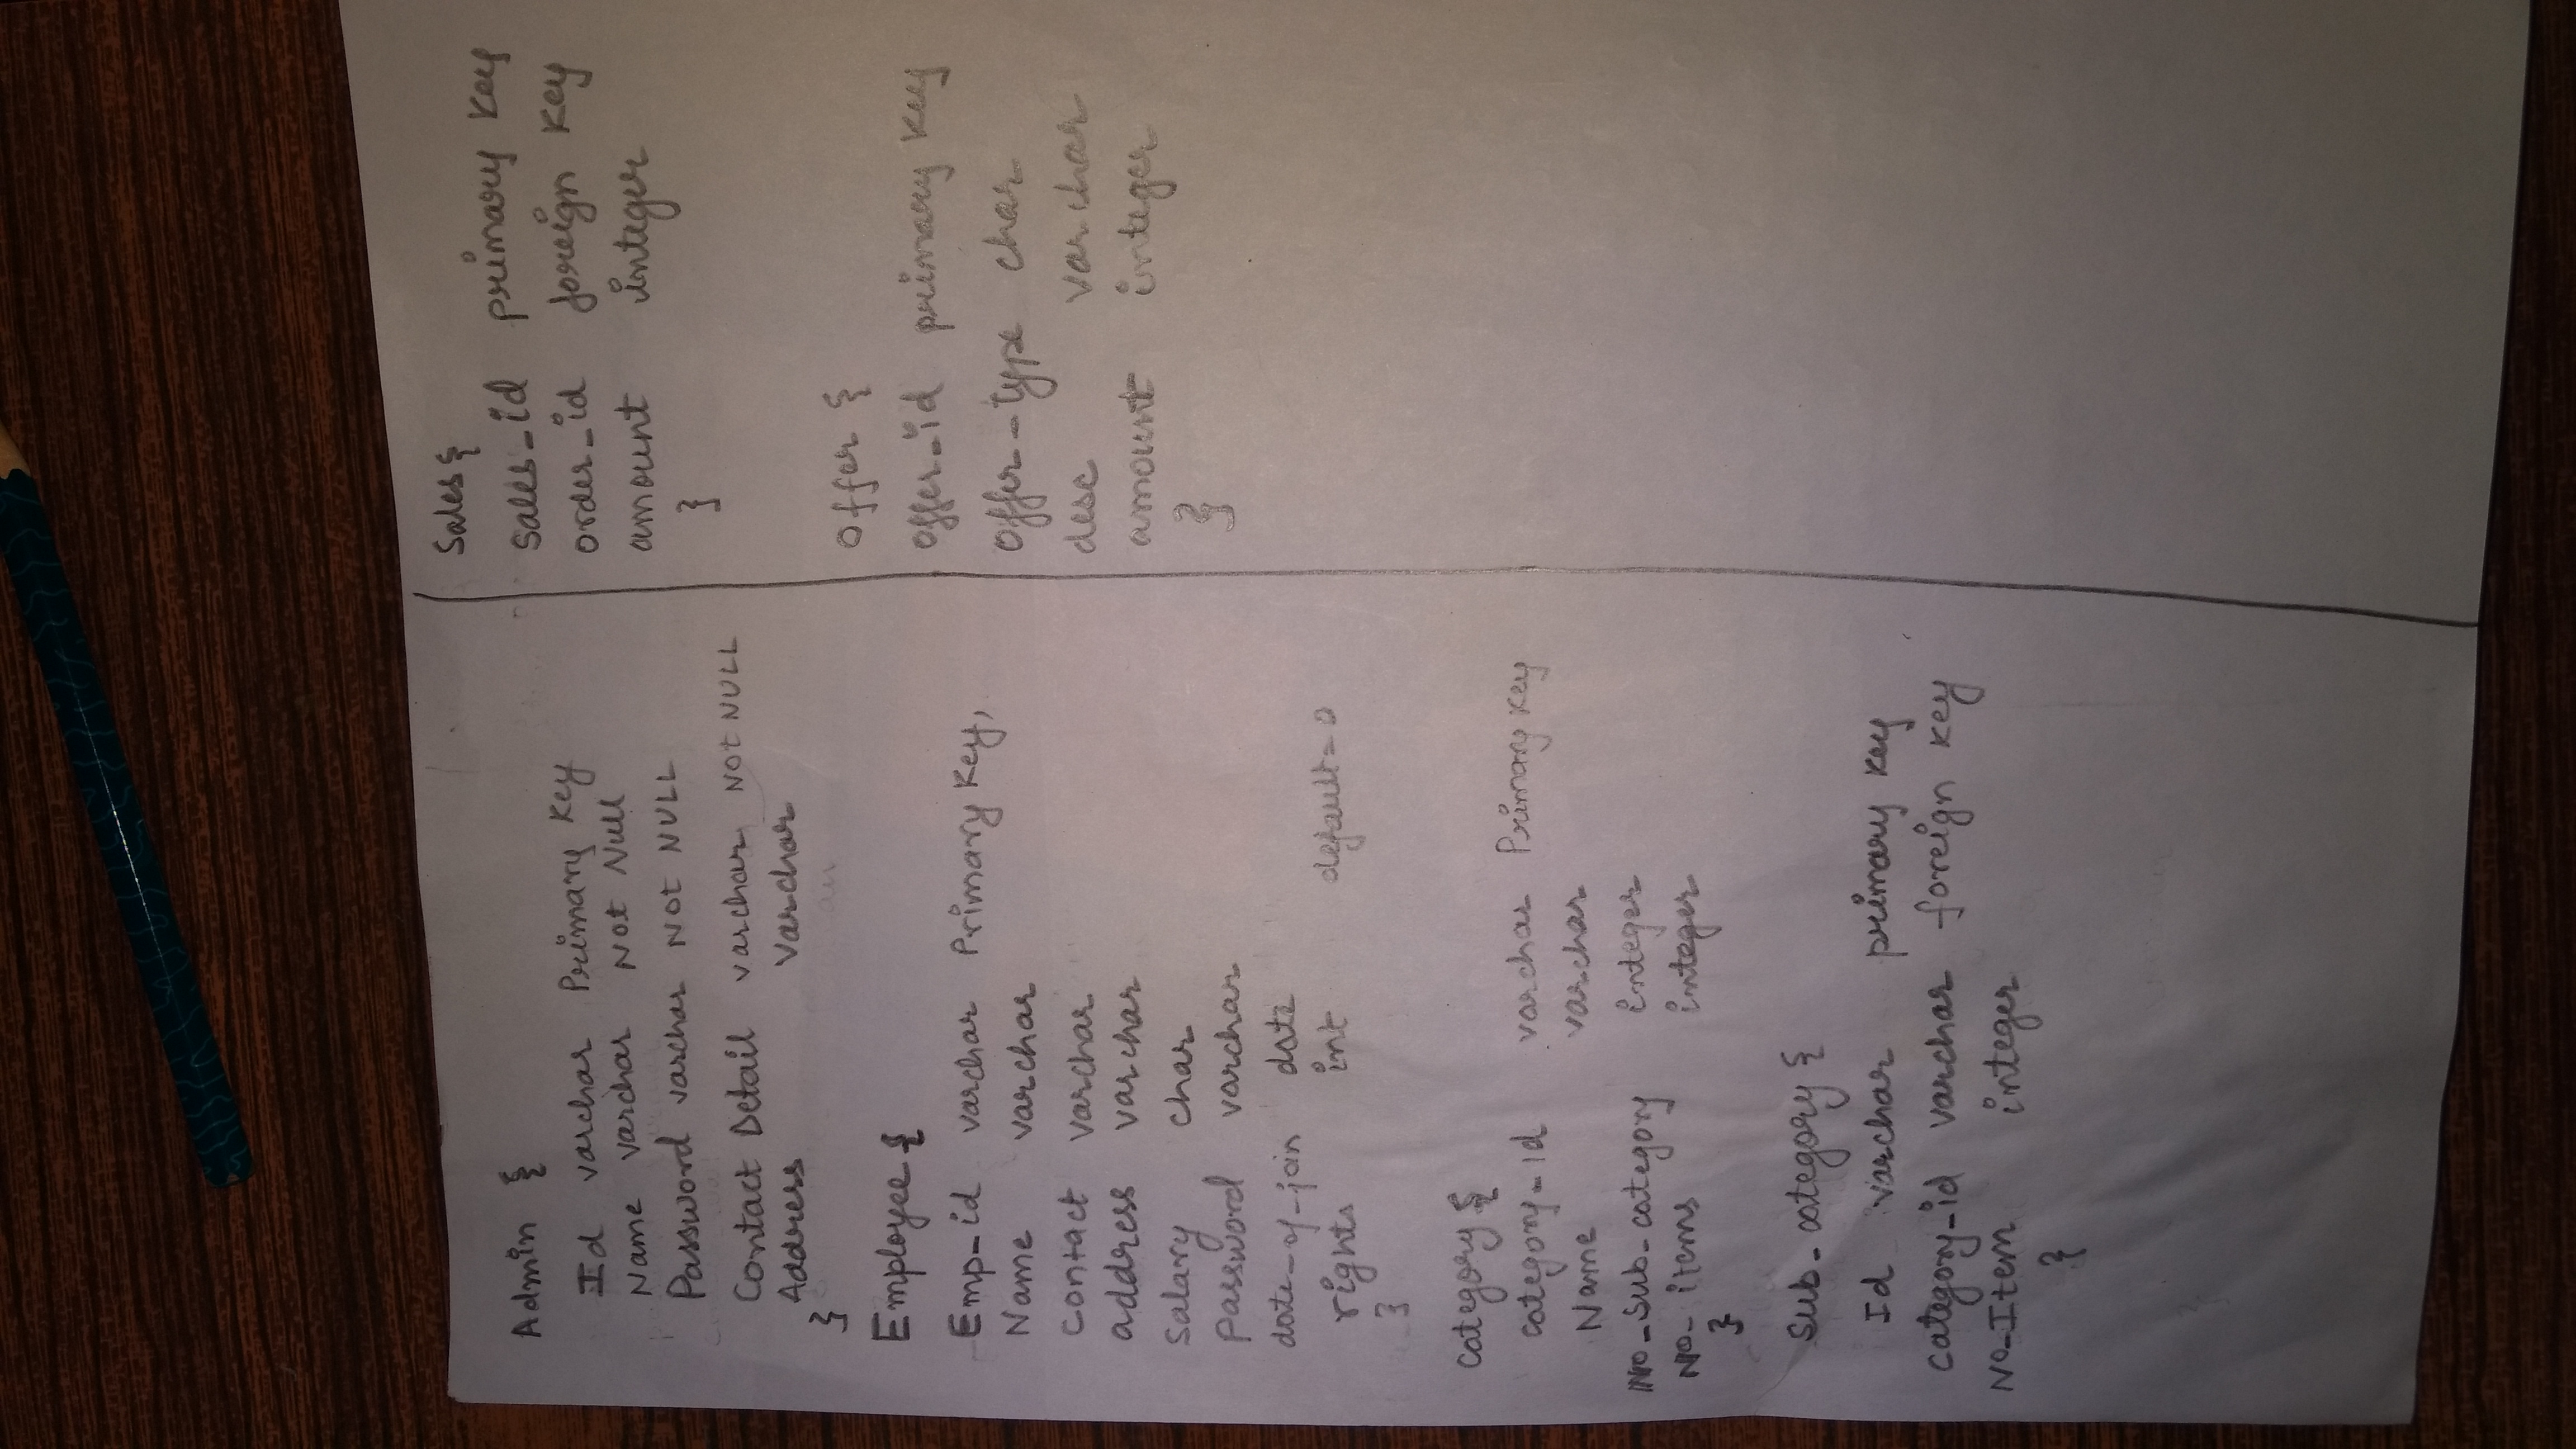 Admin {
Id varchar Primary Key
Name varchar Not Null
Password varchar NOT NULL
Contact Detail varchar NOT NULL
Address varchar
}
Employee {
Emp-id varchar Primary Key,
Name varchar
Contact varchar
address varchar
Salary char
Password varchar
date-of-join date
rights int default=0
}
Category {
category-id varchar Primary Key
Name varchar
No-Sub-category integer
No-items integer
}
Sub-category {
Id varchar primary key
category-id varchar foreign key
No-Item integer
}
Sales {
Sales-id primary key
order-id foreign key
amount integer
}
Offer {
offer-id primary key
offer-type char
desc varchar
amount integer
}